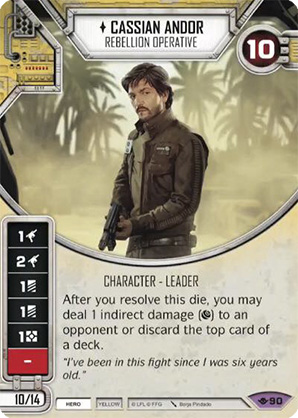 CASSIAN ANDOR
REBELLION OPERATIVE
10
1
2
1
1
1
–
10/14
CHARACTER - LEADER
After you resolve this die, you may
deal 1 indirect damage ( ) to an
opponent or discard the top card of
a deck.
"I've been in this fight since I was six years
old."
HERO
YELLOW
© LFL © FFG
Borja Pindado
90